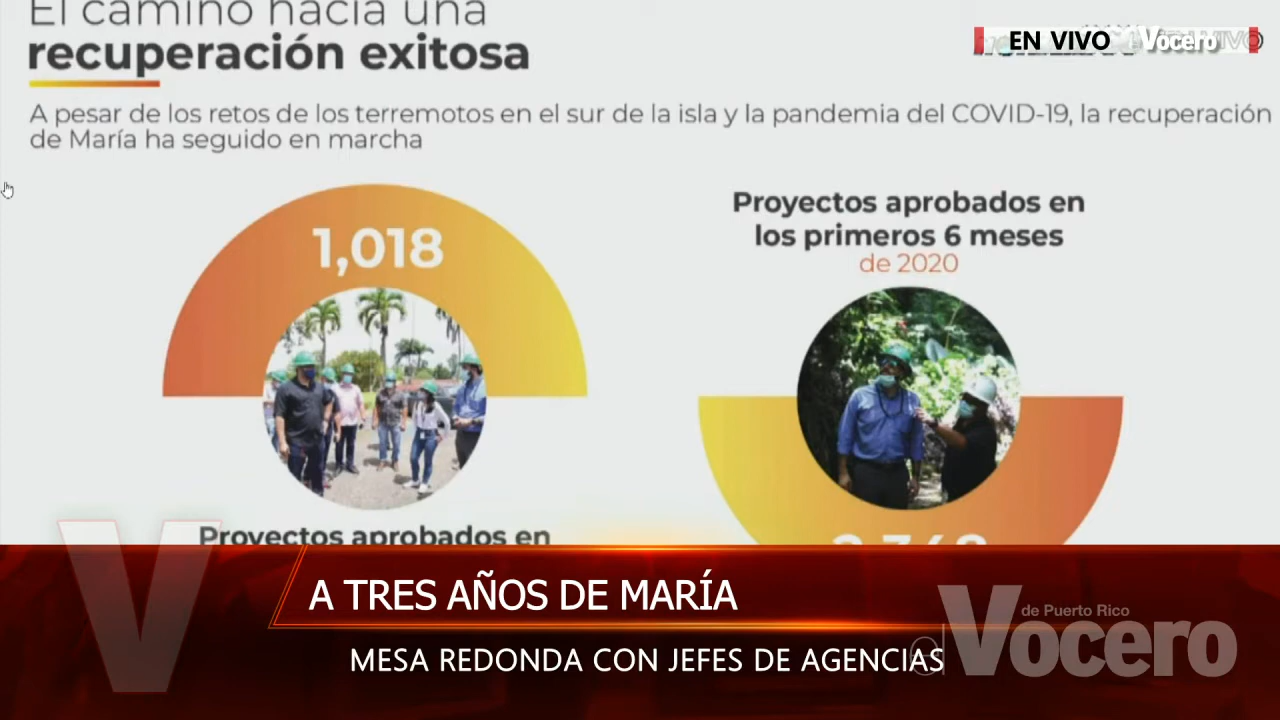 El camino hacia una
recuperación exitosa
EN VIVO
Vocero
A pesar de los retos de los terremotos en el sur de la isla y la pandemia del COVID-19, la recuperación
de María ha seguido en marcha
1,018
Proyectos aprobados en
los primeros 6 meses
de 2020
Proyectos aprobados en
A TRES AÑOS DE MARÍA
MESA REDONDA CON JEFES DE AGENCIAS
V
el Vocero
de Puerto Rico